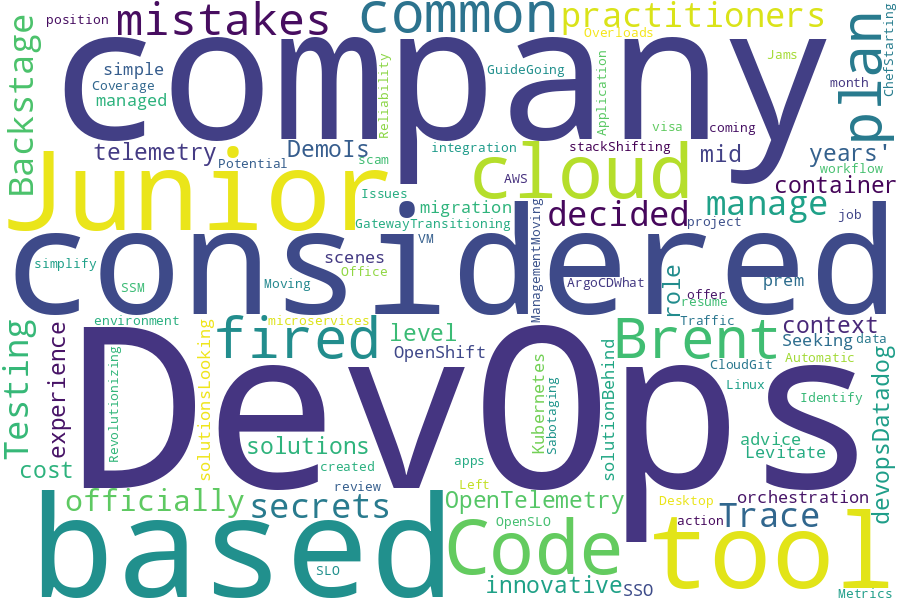 position
mistakes
common
practitioners
Overloads
Backstage
company
plan
ChefStarting
simple
Coverage
managed
Reliability
GuideGoing
Application
Jams
month
visa
coming
telemetry
Potential
DemoIs
scam
integration
stackShifting
mid
years'
workflow
Junior
cloud
AWS
container
Issues
migration
GatewayTransitioning
VM
decided
manage
project
job
considered
ManagementMoving
scenes
Office
simplify
SSM
Moving
ArgoCDWhat
role
offer
resume
prem
environment
microservices
Traffic
Testing
experience
fired
level
OpenShift
Brent
context
Seeking
data
Automatic
Revolutionizing
solutionsLooking
DevOps
Kubernetes
Sabotaging
solutionBehind
CloudGit
Linux
Identify
devopsDatadog
cost
solutions
created
apps
advice
Levitate
review
Left
Desktop
orchestration
officially
secrets
OpenTelemetry
based
Code
OpenSLO
action
Trace
tool
SLO
innovative
SSO
Metrics